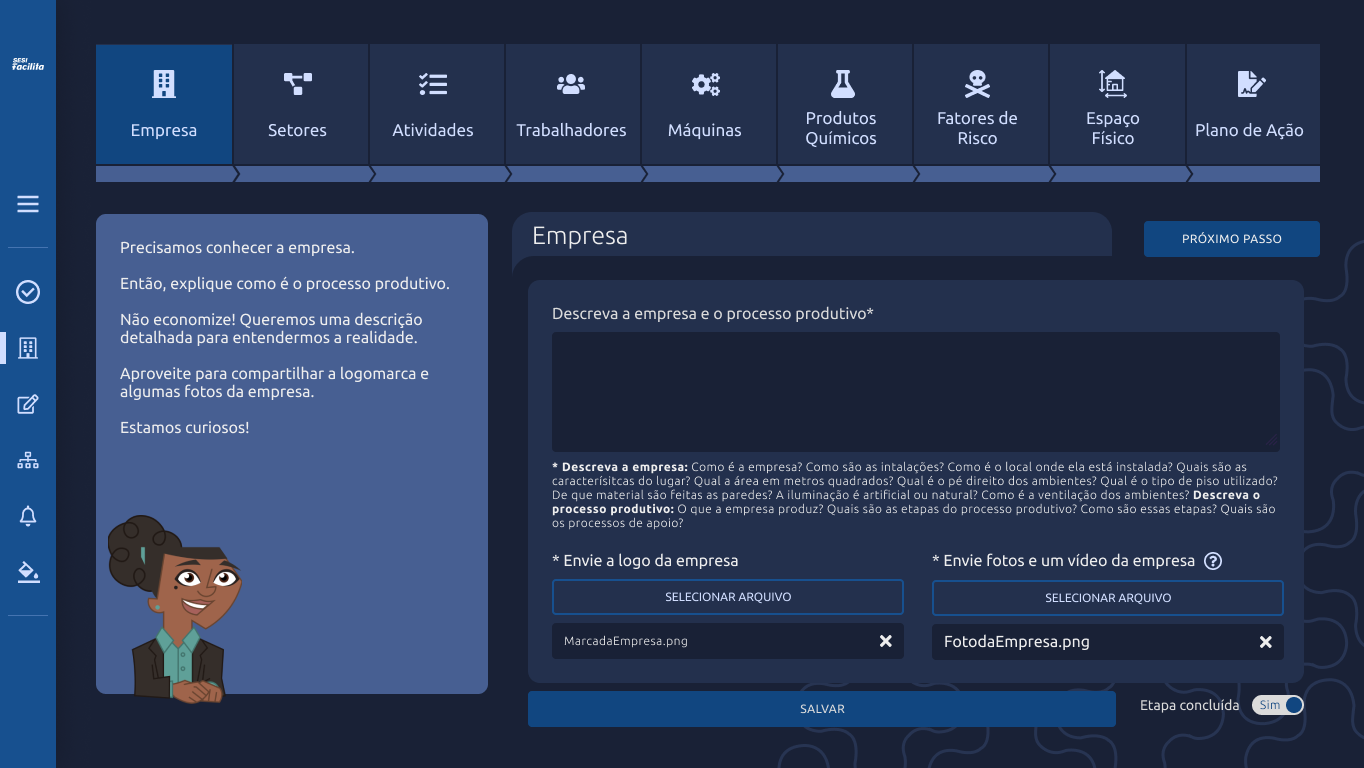 SESI
facilita
Empresa
Setores
Atividades
Trabalhadores
Máquinas
Produtos
Químicos
Fatores de
Risco
Espaço
Físico
Plano de Ação
Precisamos conhecer a empresa.
Então, explique como é o processo produtivo.
Não economize! Queremos uma descrição
detalhada para entendermos a realidade.
Aproveite para compartilhar a logomarca e
algumas fotos da empresa.
Estamos curiosos!
Empresa
PRÓXIMO PASSO
Descreva a empresa e o processo produtivo*
* Descreva a empresa: Como é a empresa? Como são as intalações? Como é o local onde ela está instalada? Quais são as
caracterísitcas do lugar? Qual a área em metros quadrados? Qual é o pé direito dos ambientes? Qual é o tipo de piso utilizado?
De que material são feitas as paredes? A iluminação é artificial ou natural? Como é a ventilação dos ambientes? Descreva o
processo produtivo: O que a empresa produz? Quais são as etapas do processo produtivo? Como são essas etapas? Quais são
os processos de apoio?
* Envie a logo da empresa
SELECIONAR ARQUIVO
MarcadaEmpresa.png
* Envie fotos e um vídeo da empresa
SELECIONAR ARQUIVO
FotodaEmpresa.png
SALVAR
Etapa concluída
Sim